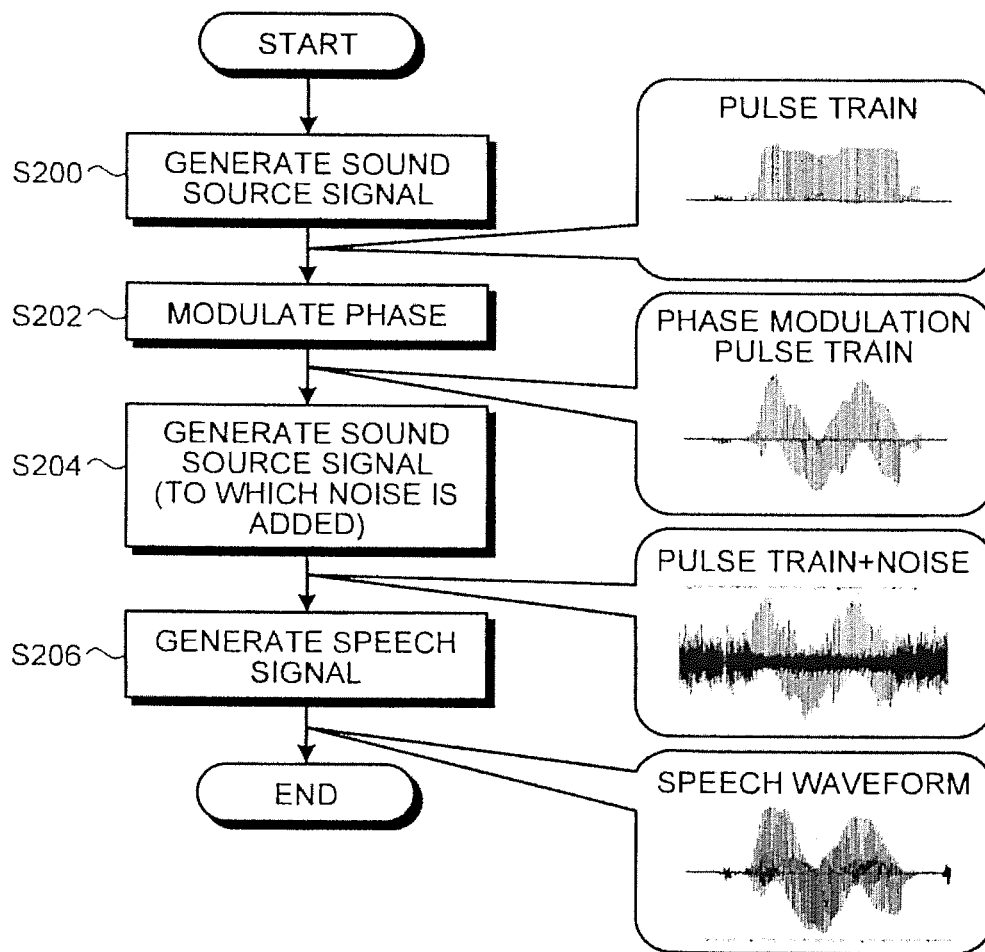 START
S200
GENERATE SOUND
SOURCE SIGNAL
PULSE TRAIN
S202
MODULATE PHASE
PHASE MODULATION
PULSE TRAIN
S204
GENERATE SOUND
SOURCE SIGNAL
(TO WHICH NOISE IS
ADDED)
PULSE TRAIN+NOISE
S206
GENERATE SPEECH
SIGNAL
END
SPEECH WAVEFORM